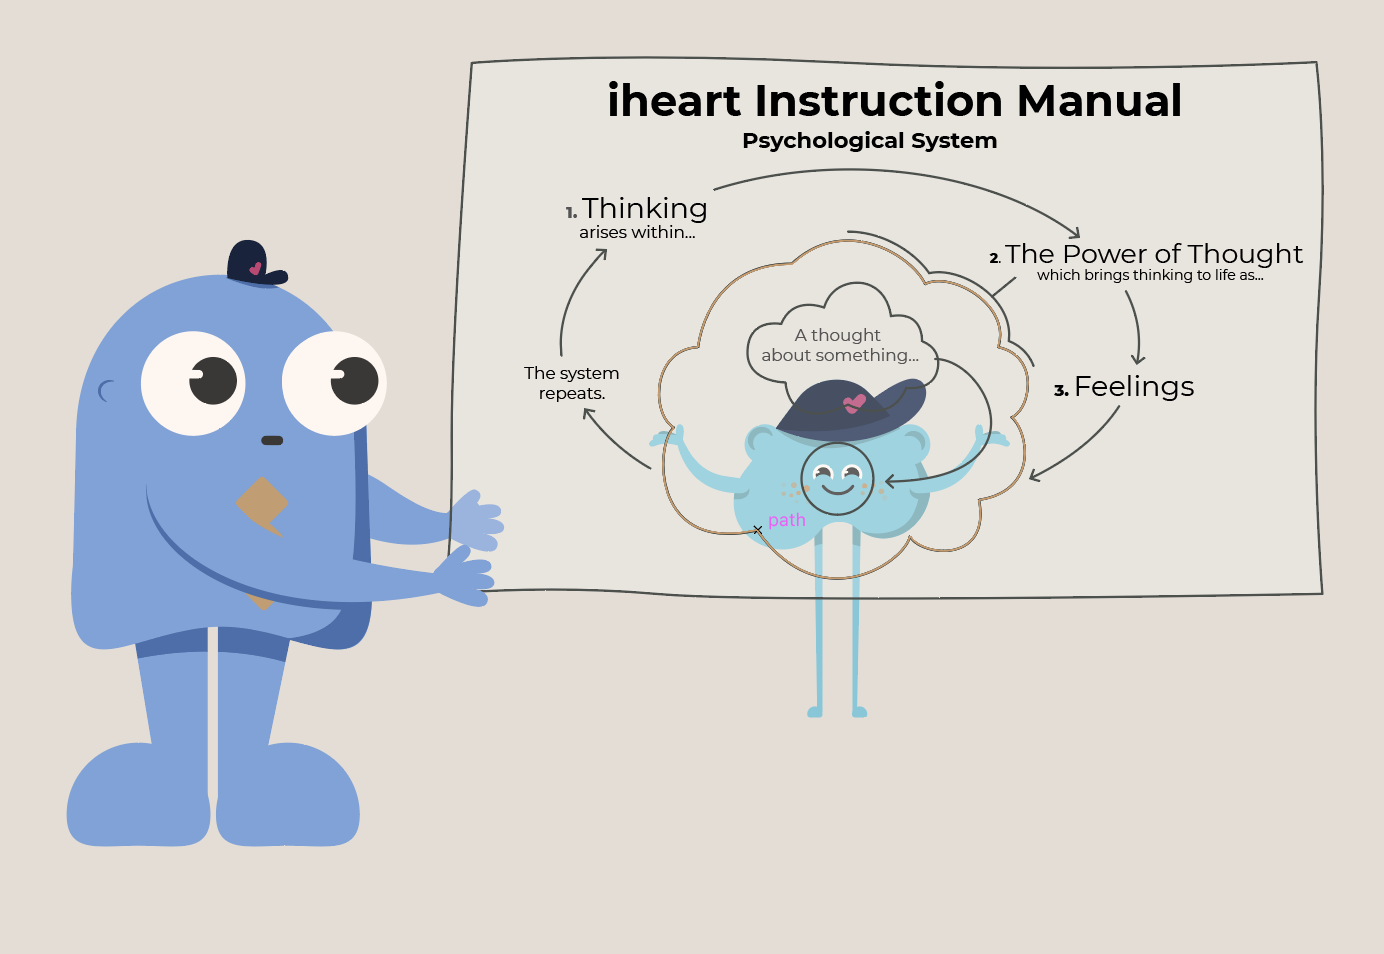 iheart Instruction Manual
Psychological System
1. Thinking
arises within...
2. The Power of Thought
which brings thinking to life as...
3. Feelings
The system
repeats.
A thought
about something...
path